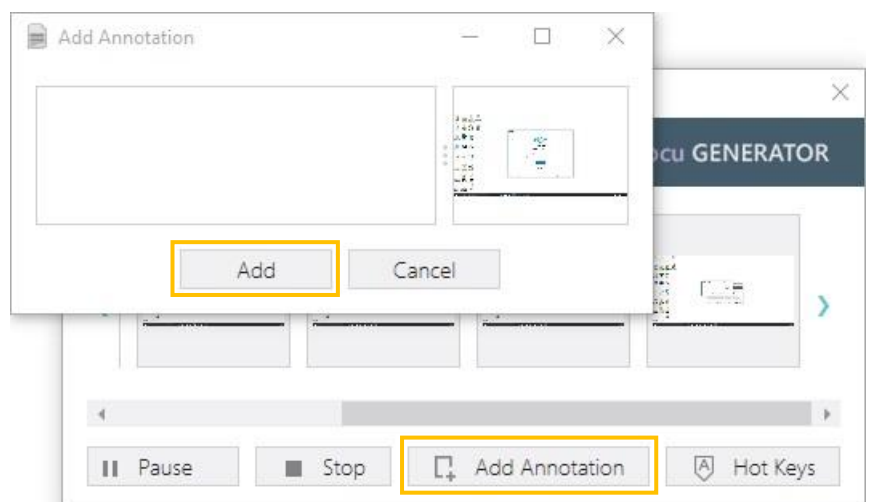 Add Annotation
ocu GENERATOR
Add
Cancel
Pause
Stop
Add Annotation
Hot Keys